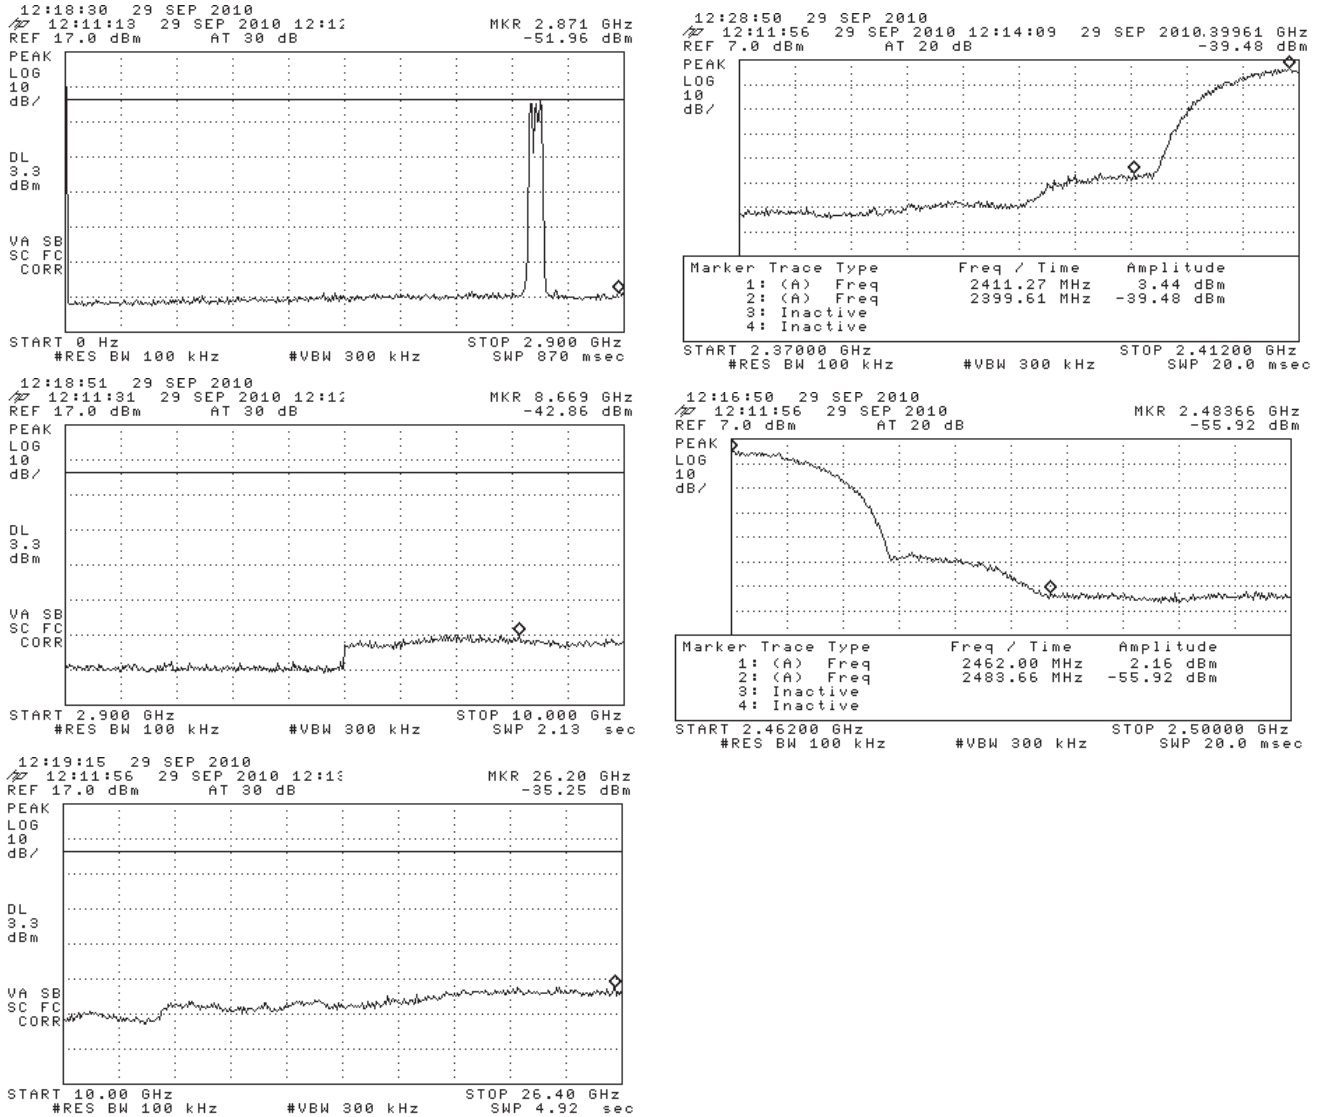 12:18:30 29 SEP 2010
hp 12:11:13 29 SEP 2010 12:12
MKR 2.871 GHz
REF 17.0 dBm AT 30 dB -51.96 dBm
PEAK
LOG
10
dB/
DL
3.3
dBm
VA SB
SC FC
CORR
START 0 Hz STOP 2.900 GHz
#RES BW 100 kHz #VBW 300 kHz SWP 870 msec
12:28:50 29 SEP 2010
hp 12:11:56 29 SEP 2010 12:14:09 29 SEP 2010.39961 GHz
REF 7.0 dBm AT 20 dB -39.48 dBm
PEAK
LOG
10
dB/
Marker Trace Type Freq / Time Amplitude
1: (A) Freq 2411.27 MHz 3.44 dBm
2: (A) Freq 2399.61 MHz -39.48 dBm
3: Inactive
4: Inactive
START 2.37000 GHz STOP 2.41200 GHz
#RES BW 100 kHz #VBW 300 kHz SWP 20.0 msec
12:18:51 29 SEP 2010
hp 12:11:31 29 SEP 2010 12:12
MKR 8.669 GHz
REF 17.0 dBm AT 30 dB -42.86 dBm
PEAK
LOG
10
dB/
DL
3.3
dBm
VA SB
SC FC
CORR
START 2.900 GHz STOP 10.000 GHz
#RES BW 100 kHz #VBW 300 kHz SWP 2.13 sec
12:16:50 29 SEP 2010
hp 12:11:56 29 SEP 2010
MKR 2.48366 GHz
REF 7.0 dBm AT 20 dB -55.92 dBm
PEAK
LOG
10
dB/
Marker Trace Type Freq / Time Amplitude
1: (A) Freq 2462.00 MHz 2.16 dBm
2: (A) Freq 2483.66 MHz -55.92 dBm
3: Inactive
4: Inactive
START 2.46200 GHz STOP 2.50000 GHz
#RES BW 100 kHz #VBW 300 kHz SWP 20.0 msec
12:19:15 29 SEP 2010
hp 12:11:56 29 SEP 2010 12:13
MKR 26.20 GHz
REF 17.0 dBm AT 30 dB -35.25 dBm
PEAK
LOG
10
dB/
DL
3.3
dBm
VA SB
SC FC
CORR
START 10.00 GHz STOP 26.40 GHz
#RES BW 100 kHz #VBW 300 kHz SWP 4.92 sec